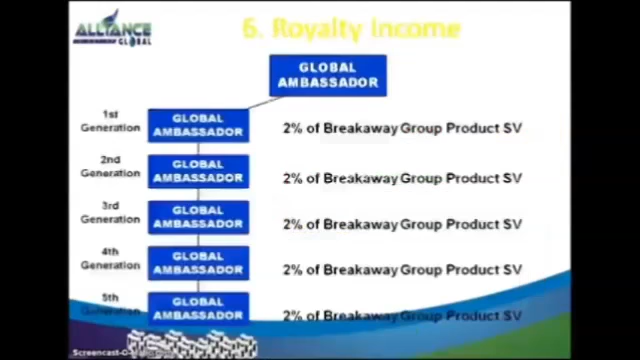 ALLIANCE
GLOBAL
6. Royalty Income
GLOBAL
AMBASSADOR
1st
Generation
GLOBAL
AMBASSADOR
2% of Breakaway Group Product SV
2nd
Generation
GLOBAL
AMBASSADOR
2% of Breakaway Group Product SV
3rd
Generation
GLOBAL
AMBASSADOR
2% of Breakaway Group Product SV
4th
Generation
GLOBAL
AMBASSADOR
2% of Breakaway Group Product SV
5th
Generation
GLOBAL
AMBASSADOR
2% of Breakaway Group Product SV